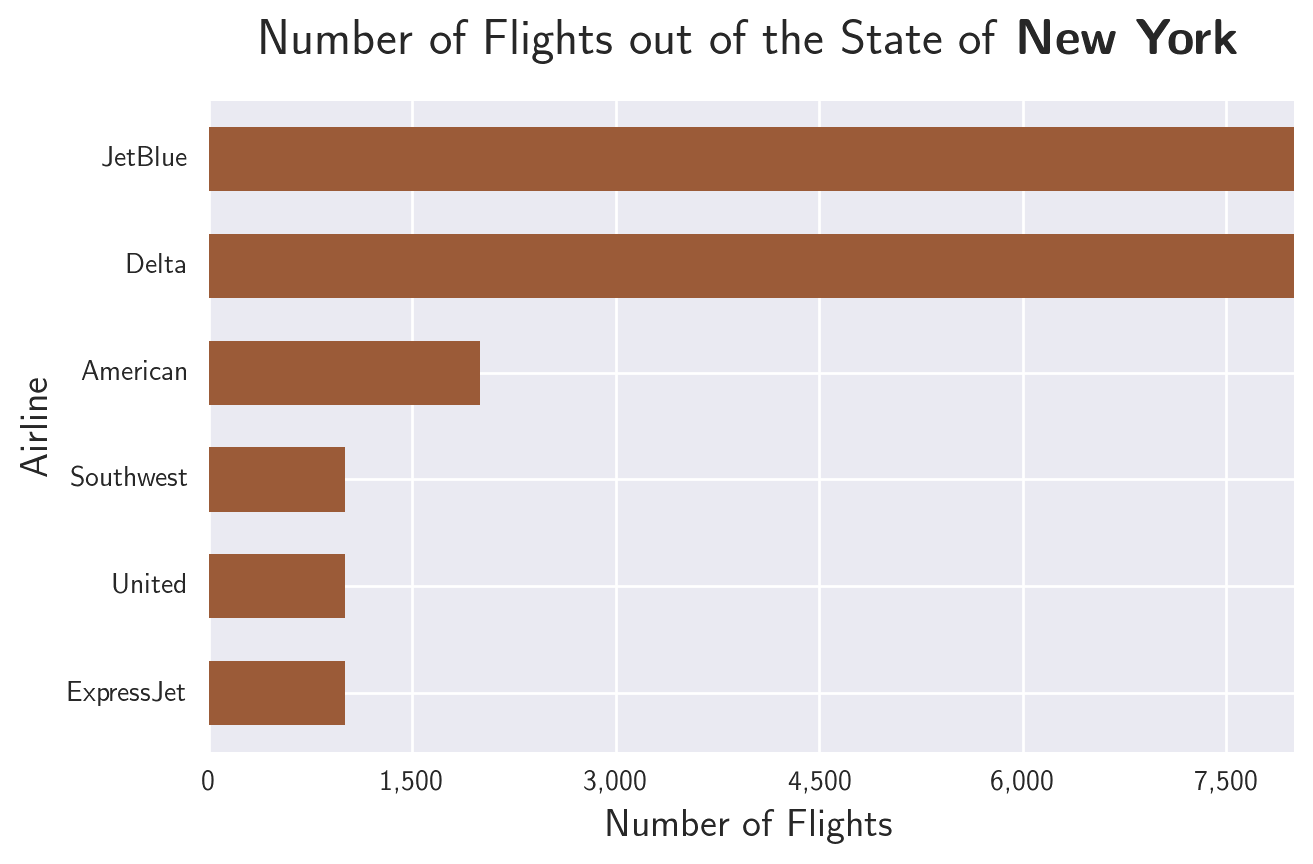 Number of Flights out of the State of New York
JetBlue
Delta
American
Southwest
United
ExpressJet
Airline
0 1,500 3,000 4,500 6,000 7,500
Number of Flights